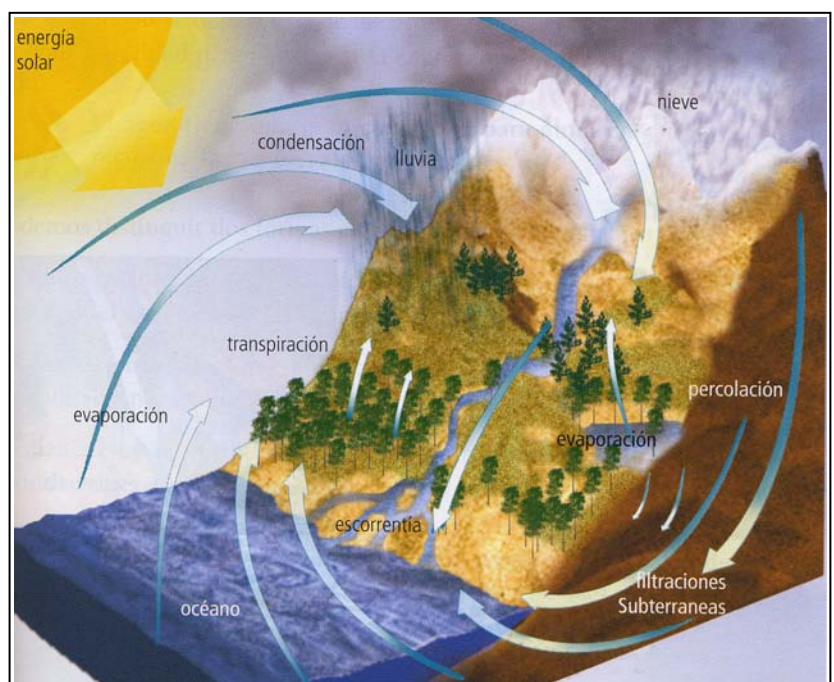 energía
solar
nieve
condensación
lluvia
transpiración
percolación
evaporación
evaporación
escorrentía
océano
filtraciones
Subterraneas